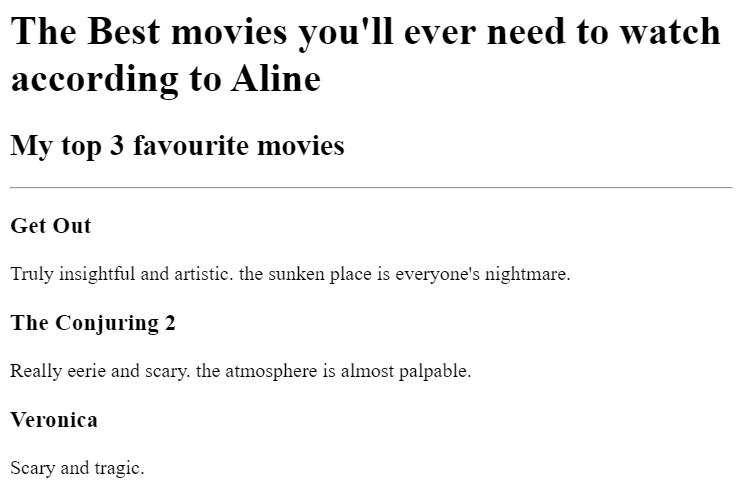 The Best movies you'll ever need to watch
according to Aline
My top 3 favourite movies
Get Out
Truly insightful and artistic. the sunken place is everyone's nightmare.
The Conjuring 2
Really eerie and scary. the atmosphere is almost palpable.
Veronica
Scary and tragic.